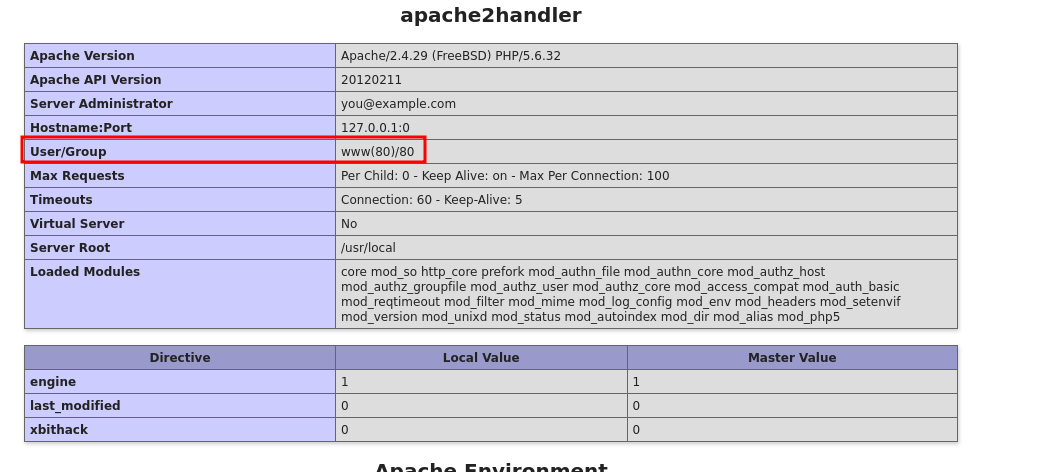 apache2handler
Apache Version Apache/2.4.29 (FreeBSD) PHP/5.6.32
Apache API Version 20120211
Server Administrator you@example.com
Hostname:Port 127.0.0.1:0
User/Group www(80)/80
Max Requests Per Child: 0 - Keep Alive: on - Max Per Connection: 100
Timeouts Connection: 60 - Keep-Alive: 5
Virtual Server No
Server Root /usr/local
Loaded Modules core mod_so http_core prefork mod_authn_file mod_authn_core mod_authz_host
mod_authz_groupfile mod_authz_user mod_authz_core mod_access_compat mod_auth_basic
mod_reqtimeout mod_filter mod_mime mod_log_config mod_env mod_headers mod_setenvif
mod_version mod_unixd mod_status mod_autoindex mod_dir mod_alias mod_php5
Directive Local Value Master Value
engine 1 1
last_modified 0 0
xbithack 0 0
Apache Environment